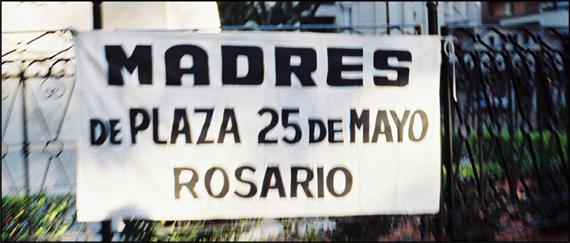 MADRES
DE PLAZA 25 DE MAYO
ROSARIO